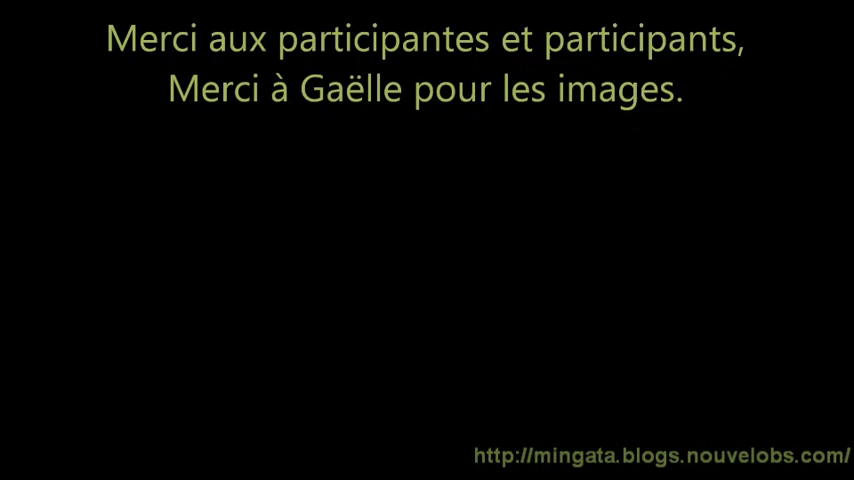 Merci aux participantes et participants,
Merci à Gaëlle pour les images.
http://mingata.blogs.nouvelobs.com/